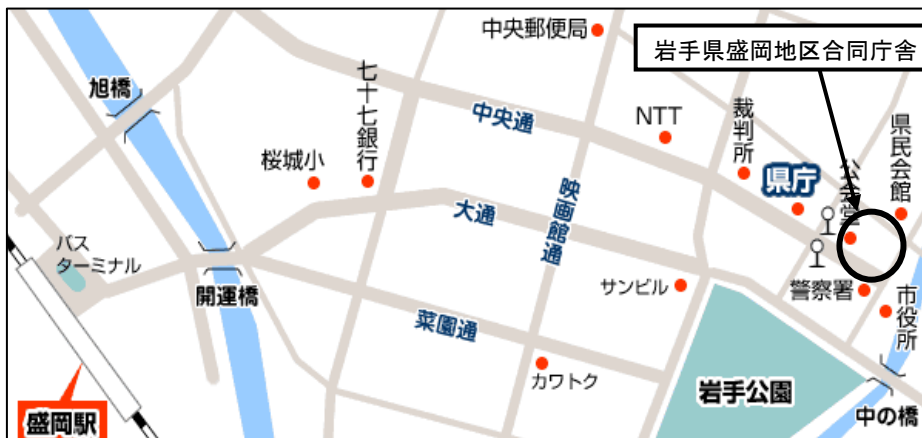 中央郵便局
岩手県盛岡地区合同庁舎
旭橋
七十七銀行
桜城小
中央通
NTT
裁判所
県庁
公会堂
県民会館
大通
映画館通
バス
ターミナル
開運橋
サンビル
警察署
市役所
菜園通
カワトク
岩手公園
中の橋
盛岡駅